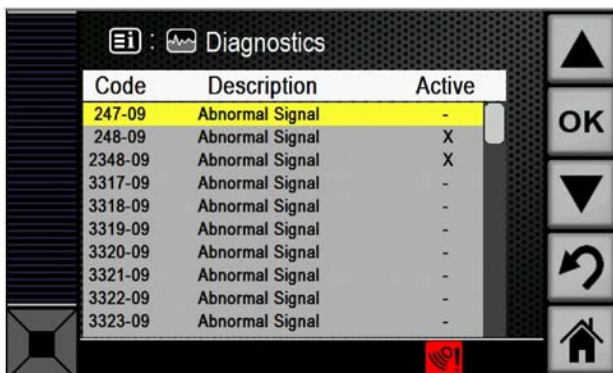 i : Diagnostics
Code Description Active
247-09 Abnormal Signal -
248-09 Abnormal Signal X
2348-09 Abnormal Signal X
3317-09 Abnormal Signal -
3318-09 Abnormal Signal -
3319-09 Abnormal Signal -
3320-09 Abnormal Signal -
3321-09 Abnormal Signal -
3322-09 Abnormal Signal -
3323-09 Abnormal Signal -
!
OK